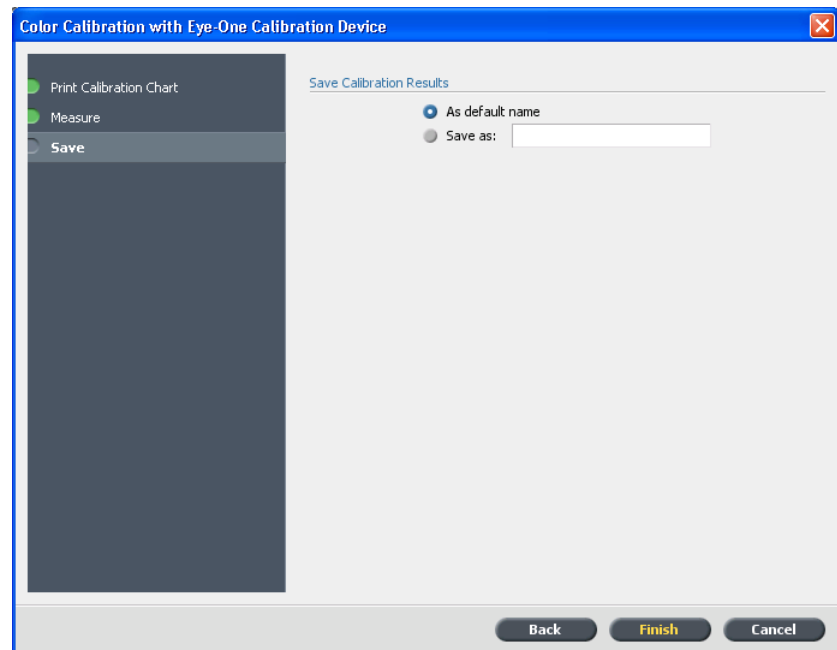 Color Calibration with Eye-One Calibration Device
Print Calibration Chart
Measure
Save
Save Calibration Results
As default name
Save as:
Back
Finish
Cancel